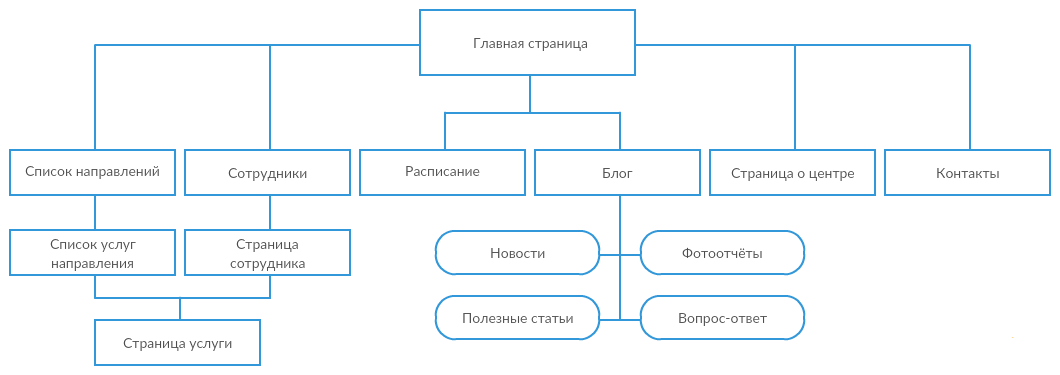 Главная страница
Список направлений
Сотрудники
Расписание
Блог
Страница о центре
Контакты
Список услуг
направления
Страница
сотрудника
Новости
Фотоотчёты
Полезные статьи
Вопрос-ответ
Страница услуги